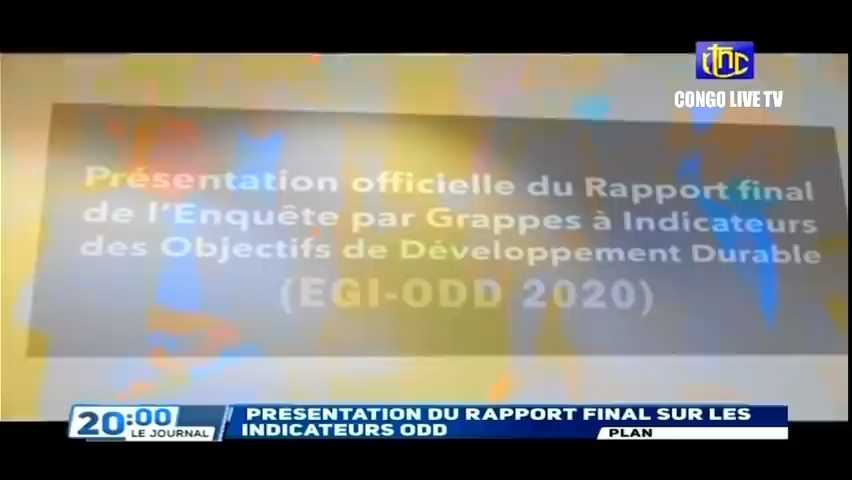 rtnc
CONGO LIVE TV
Présentation officielle du Rapport final
de l'Enquête par Grappes à Indicateurs
des Objectifs de Développement Durable
(EGI-ODD 2020)
20:00
LE JOURNAL
PRESENTATION DU RAPPORT FINAL SUR LES
INDICATEURS ODD
PLAN